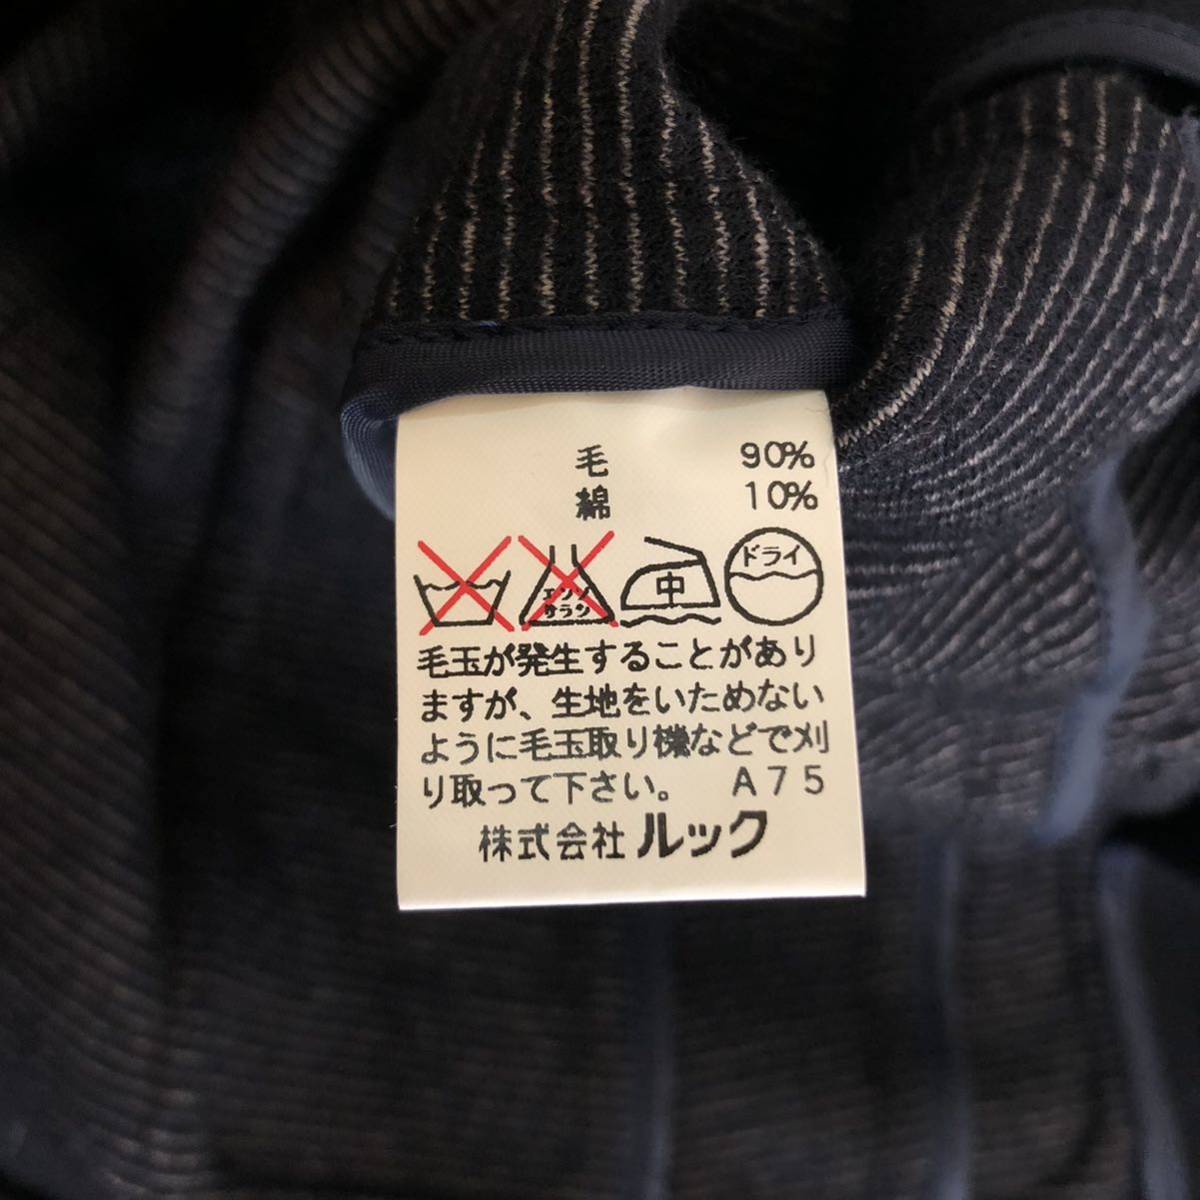 毛 90%
綿 10%
エンソ サラシ 中 ドライ
毛玉が発生することがあり
ますが、生地をいためない
ように毛玉取り機などで刈
り取って下さい。 A75
株式会社 ルック